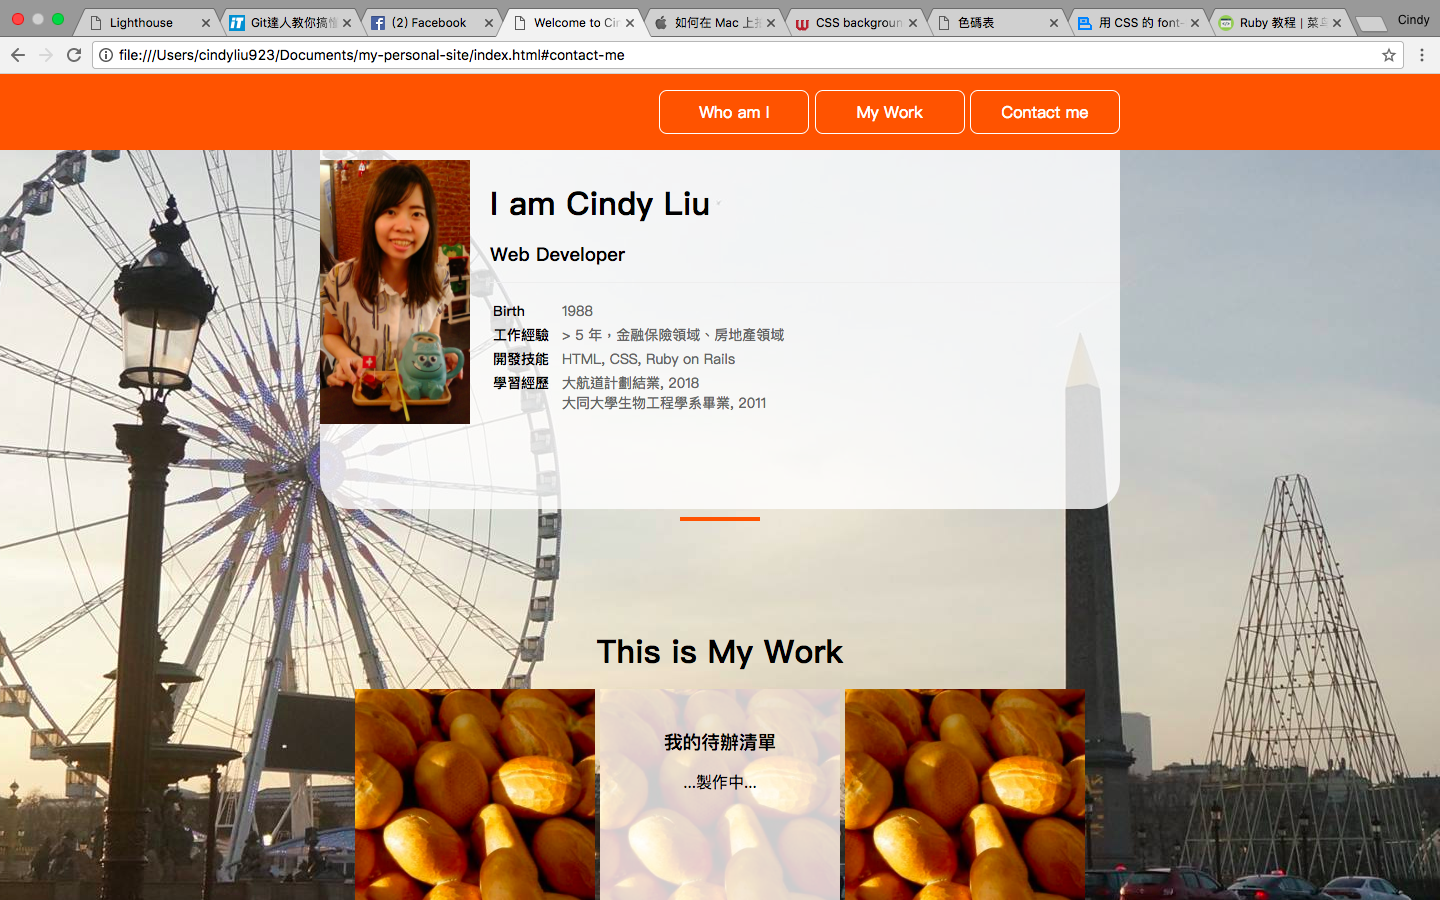 Lighthouse
Git達人教你搞
(2) Facebook
Welcome to Cin
如何在 Mac 上
CSS backgroun
色碼表
用 CSS 的 font-
Ruby 教程 | 菜
Cindy
file:///Users/cindyliu923/Documents/my-personal-site/index.html#contact-me
Who am I
My Work
Contact me
I am Cindy Liu
Web Developer
Birth 1988
工作經驗 > 5 年，金融保險領域、房地產領域
開發技能 HTML, CSS, Ruby on Rails
學習經歷 大航道計劃結業, 2018
大同大學生物工程學系畢業, 2011
This is My Work
我的待辦清單
...製作中...